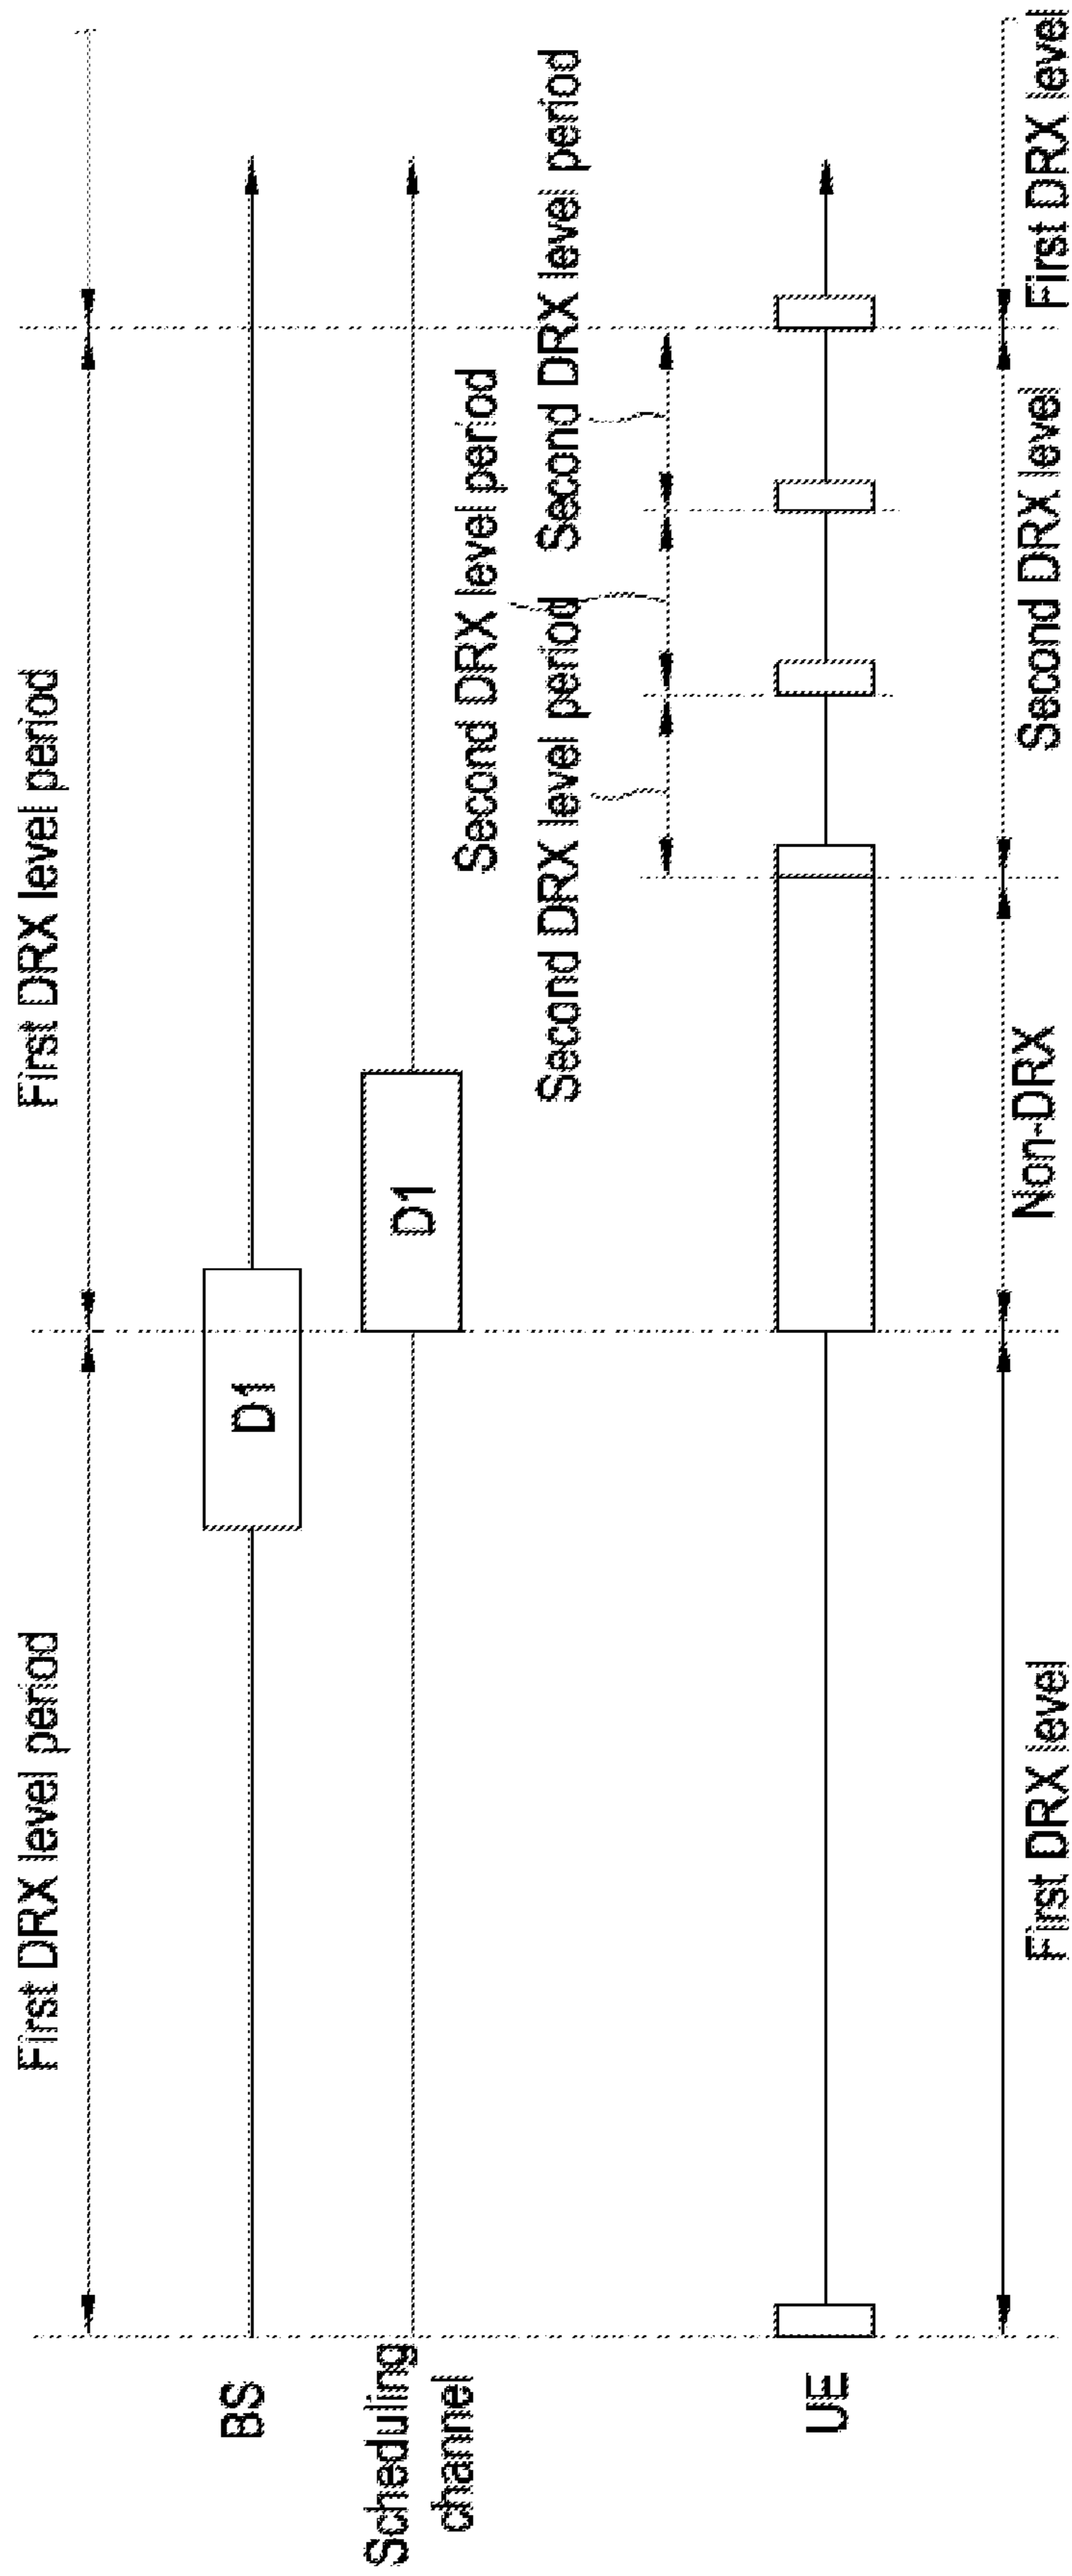 First DRX level period
First DRX level period
BS
D1
Scheduling
channel
D1
Second DRX level period
Second DRX level period
Second DRX level period
UE
First DRX level
Non-DRX
Second DRX level
First DRX level